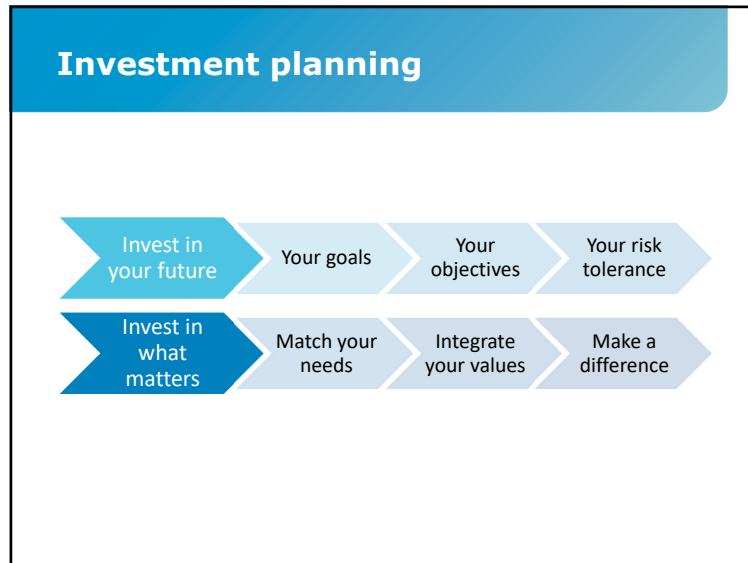 Investment planning
Invest in
your future
Your goals
Your
objectives
Your risk
tolerance
Invest in
what
matters
Match your
needs
Integrate
your values
Make a
difference